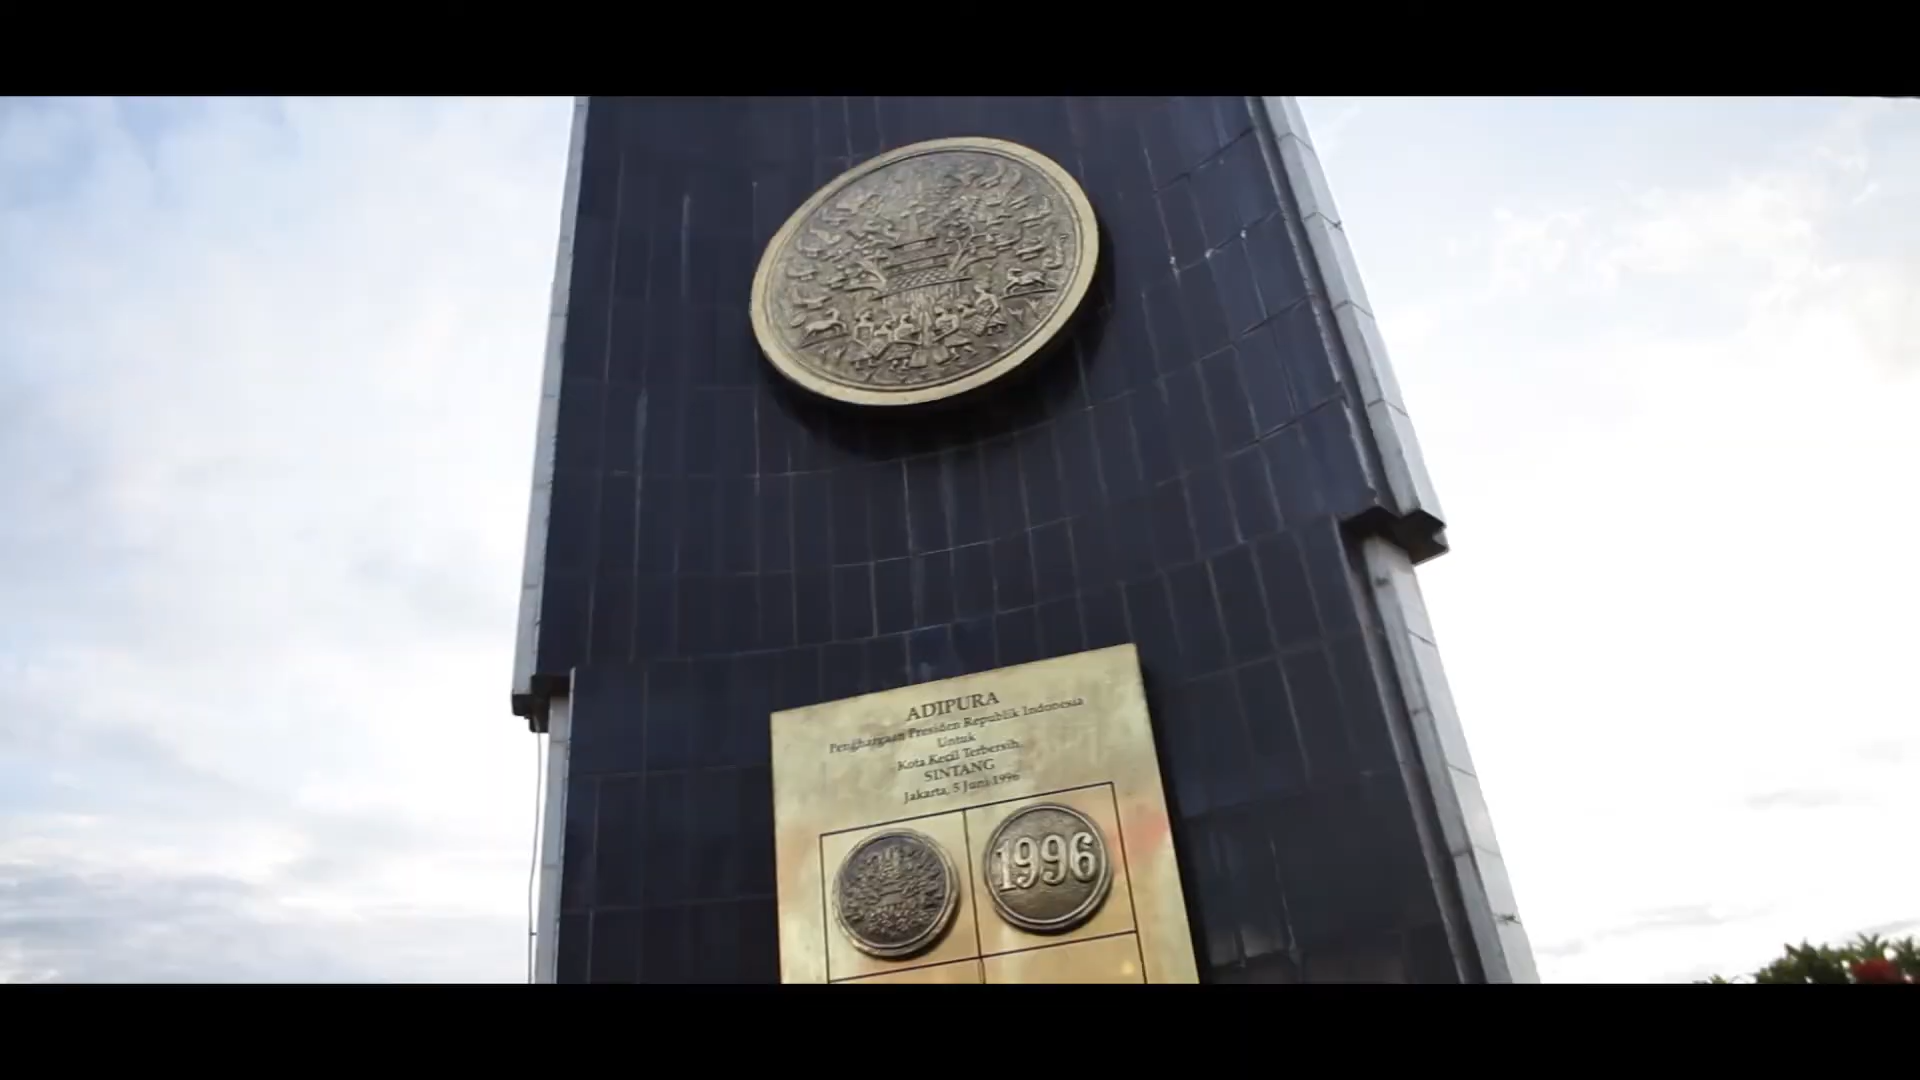 ADIPURA
Penghargaan Presiden Republik Indonesia
Untuk
Kota Kecil Terbersih
SINTANG
Jakarta, 5 Juni 1996
1996